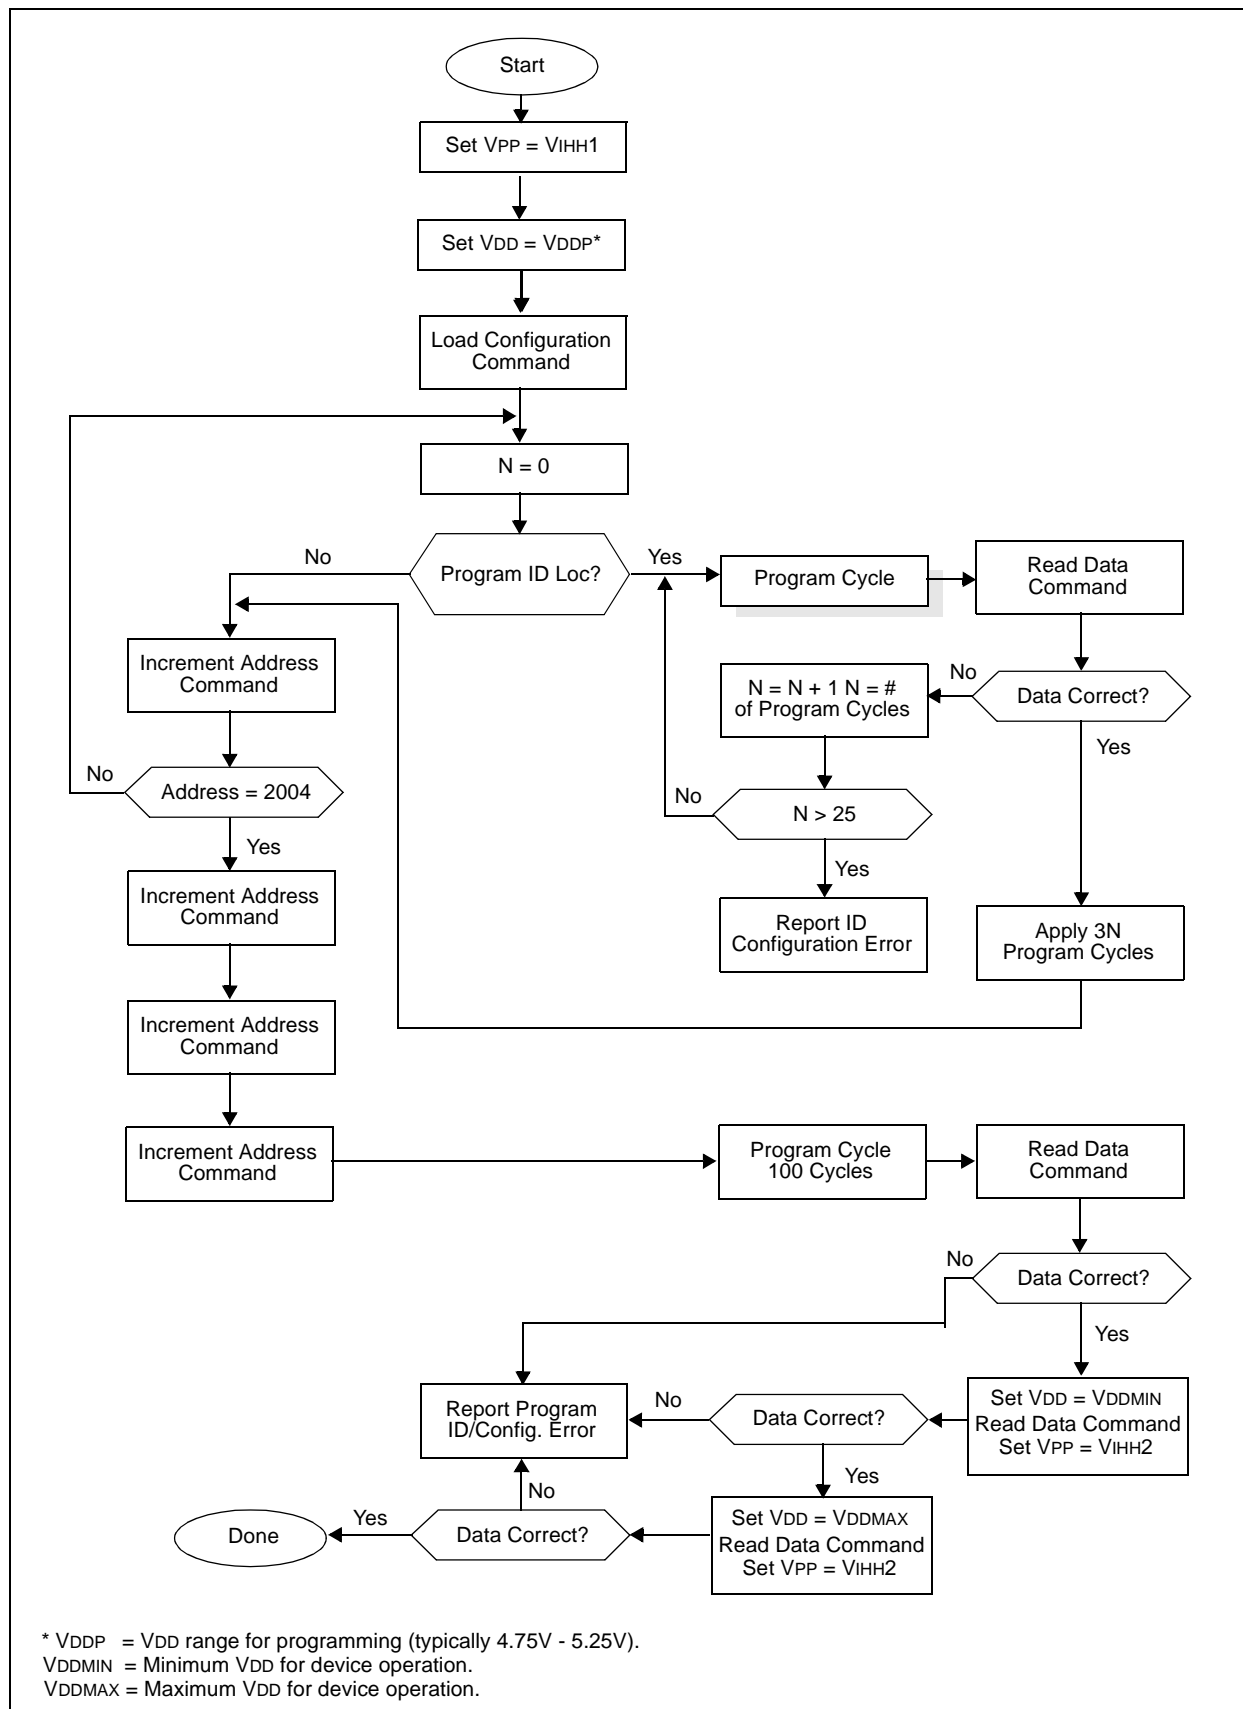 Start
Set VPP = VIHH1
Set VDD = VDDP*
Load Configuration
Command
N = 0
Program ID Loc?
No
Yes
Program Cycle
Read Data
Command
Increment Address
Command
N = N + 1 N = #
of Program Cycles
No
Data Correct?
Yes
No
Address = 2004
Yes
No
N > 25
Yes
Increment Address
Command
Report ID
Configuration Error
Apply 3N
Program Cycles
Increment Address
Command
Increment Address
Command
Program Cycle
100 Cycles
Read Data
Command
No
Data Correct?
Yes
Report Program
ID/Config. Error
No
Data Correct?
Set VDD = VDDMIN
Read Data Command
Set VPP = VIHH2
Yes
No
Done
Yes
Data Correct?
Set VDD = VDDMAX
Read Data Command
Set VPP = VIHH2
* VDDP = VDD range for programming (typically 4.75V - 5.25V).
VDDMIN = Minimum VDD for device operation.
VDDMAX = Maximum VDD for device operation.